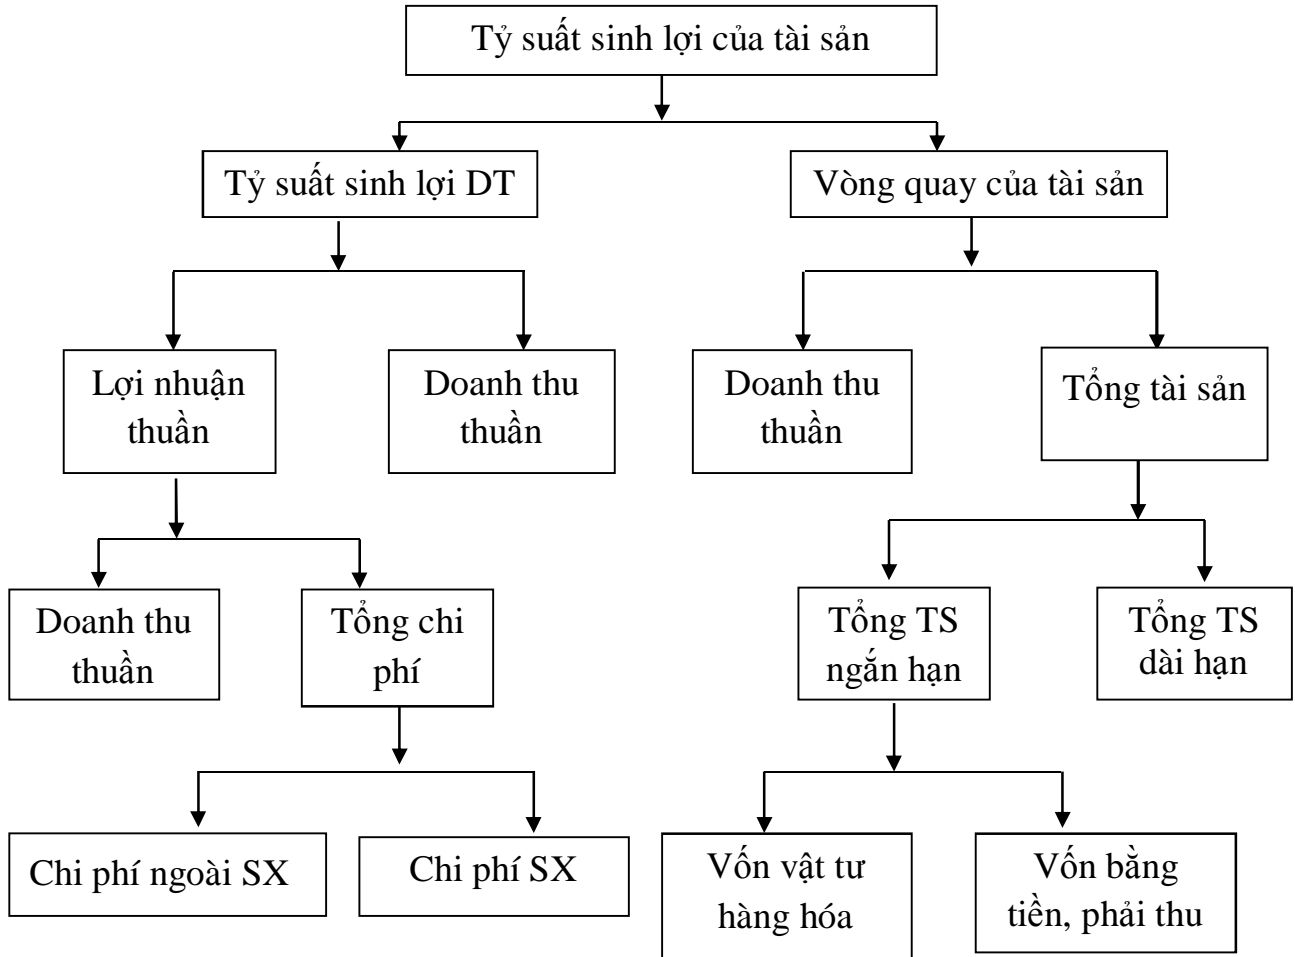 Tỷ suất sinh lợi của tài sản
Tỷ suất sinh lợi DT
Vòng quay của tài sản
Lợi nhuận
thuần
Doanh thu
thuần
Doanh thu
thuần
Tổng tài sản
Doanh thu
thuần
Tổng chi
phí
Tổng TS
ngắn hạn
Tổng TS
dài hạn
Chi phí ngoài SX
Chi phí SX
Vốn vật tư
hàng hóa
Vốn bằng
tiền, phải thu